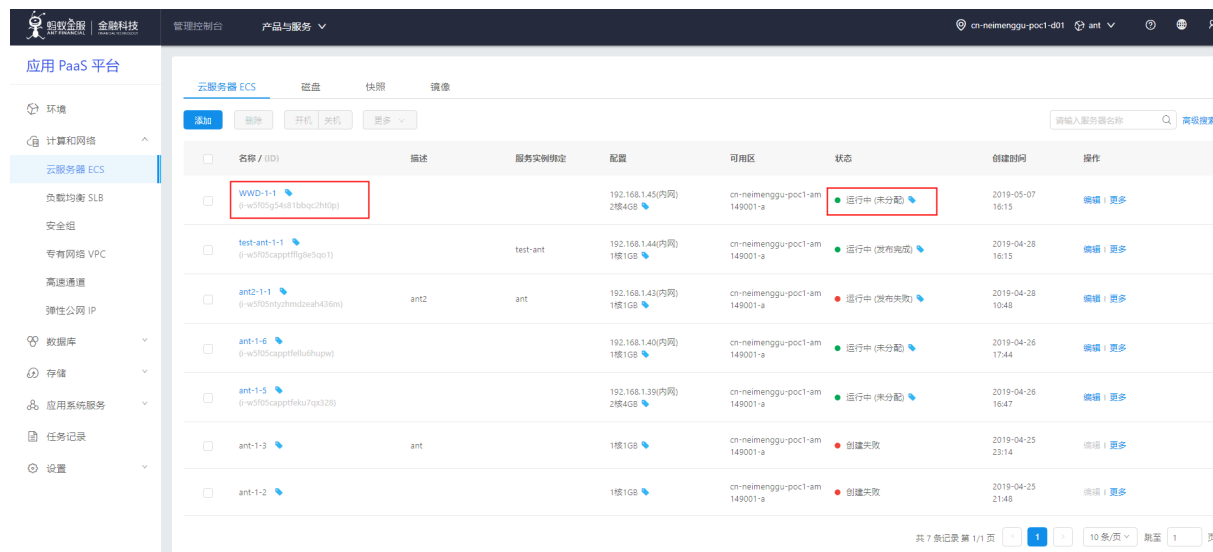 蚂蚁金服 金融科技
ANT FINANCIAL
管理控制台 产品与服务 cn-neimenggu-poc1-d01 ant
应用 PaaS 平台
环境
计算和网络
云服务器 ECS
负载均衡 SLB
安全组
专有网络 VPC
高速通道
弹性公网 IP
数据库
存储
应用系统服务
任务记录
设置
云服务器 ECS 磁盘 快照 镜像
添加 删除 开机 关机 更多 请输入服务器名称 高级搜索
名称 / (ID) 描述 服务实例绑定 配置 可用区 状态 创建时间 操作
WWD-1-1 192.168.1.45(内网) cn-neimenggu-poc1-am 运行中 (未分配) 2019-05-07 编辑 更多
(i-w5f05g54s81bbqc2ht0p) 2核4GB 149001-a 16:15
test-ant-1-1 test-ant 192.168.1.44(内网) cn-neimenggu-poc1-am 运行中 (发布完成) 2019-04-28 编辑 更多
(i-w5f05capptfflg8e5qo1) 1核1GB 149001-a 16:15
ant2-1-1 ant2 ant 192.168.1.43(内网) cn-neimenggu-poc1-am 运行中 (发布失败) 2019-04-28 编辑 更多
(i-w5f05ntyzhmdzeah436m) 1核1GB 149001-a 10:48
ant-1-6 192.168.1.40(内网) cn-neimenggu-poc1-am 运行中 (未分配) 2019-04-26 编辑 更多
(i-w5f05capptfellu6hupw) 1核1GB 149001-a 17:44
ant-1-5 192.168.1.39(内网) cn-neimenggu-poc1-am 运行中 (未分配) 2019-04-26 编辑 更多
(i-w5f05capptfeku7qx328) 2核4GB 149001-a 16:47
ant-1-3 ant 1核1GB cn-neimenggu-poc1-am 创建失败 2019-04-25 编辑 更多
149001-a 23:14
ant-1-2 1核1GB cn-neimenggu-poc1-am 创建失败 2019-04-25 编辑 更多
149001-a 21:48
共 7 条记录 第 1/1 页 1 10 条/页 跳至 1